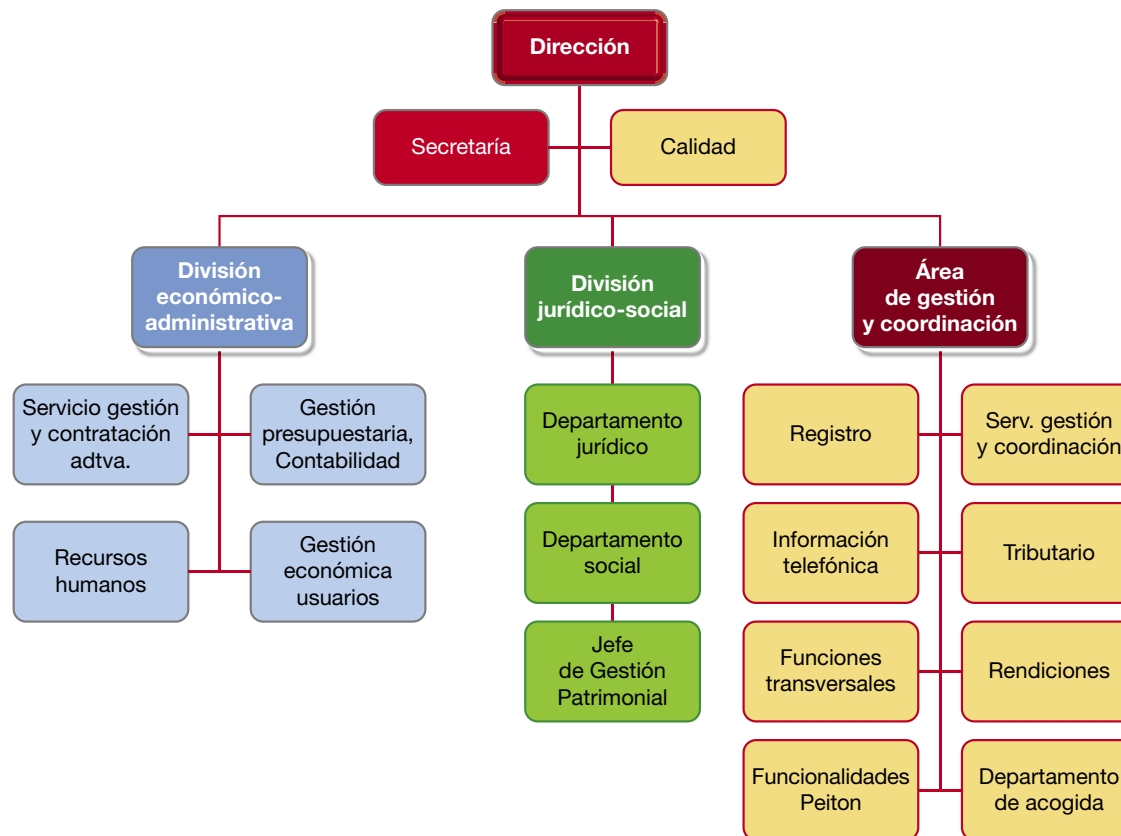 Dirección
Secretaría
Calidad
División
económico-
administrativa
División
jurídico-social
Área
de gestión
y coordinación
Servicio gestión
y contratación
adtva.
Gestión
presupuestaria,
Contabilidad
Recursos
humanos
Gestión
económica
usuarios
Departamento
jurídico
Departamento
social
Jefe
de Gestión
Patrimonial
Registro
Serv. gestión
y coordinación
Información
telefónica
Tributario
Funciones
transversales
Rendiciones
Funcionalidades
Peiton
Departamento
de acogida